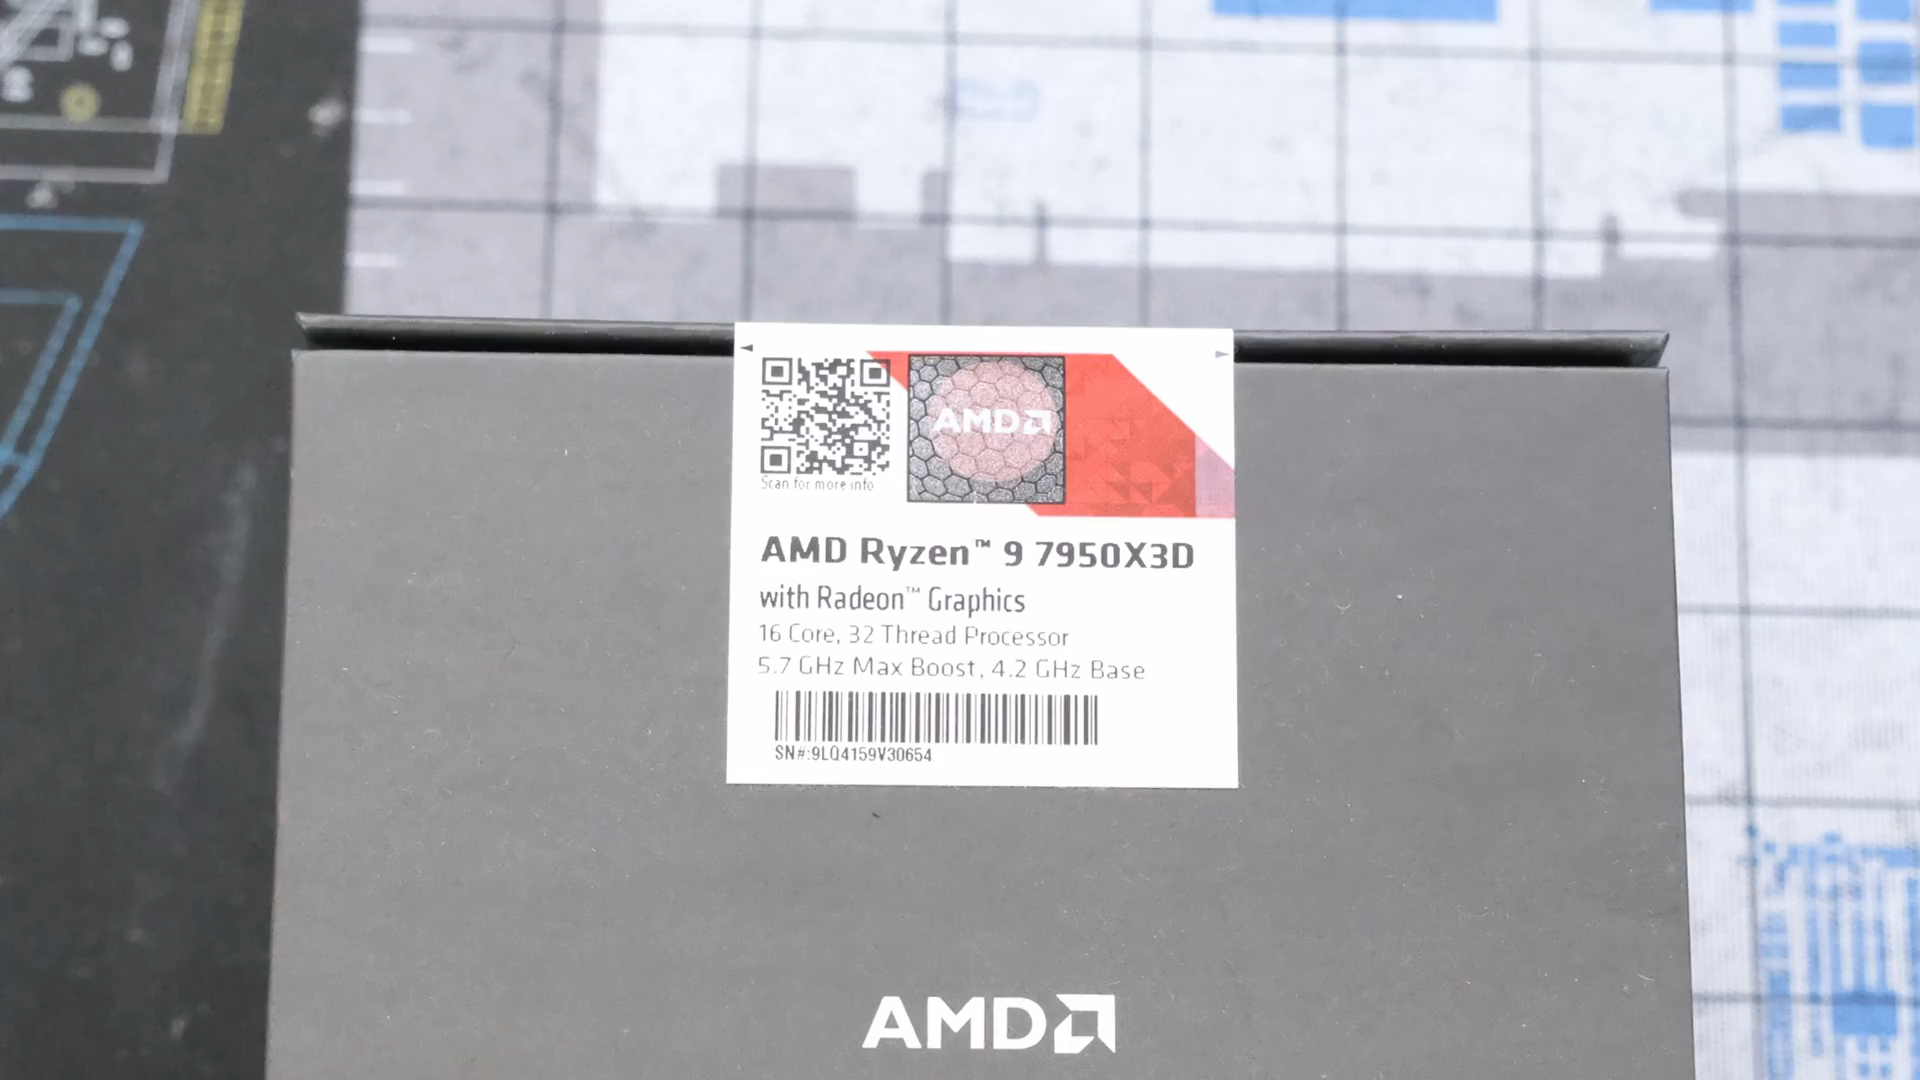 AMD
Scan for more info
AMD Ryzen™ 9 7950X3D
with Radeon™ Graphics
16 Core, 32 Thread Processor
5.7 GHz Max Boost, 4.2 GHz Base
SN#:9LQ4159V30654
AMD